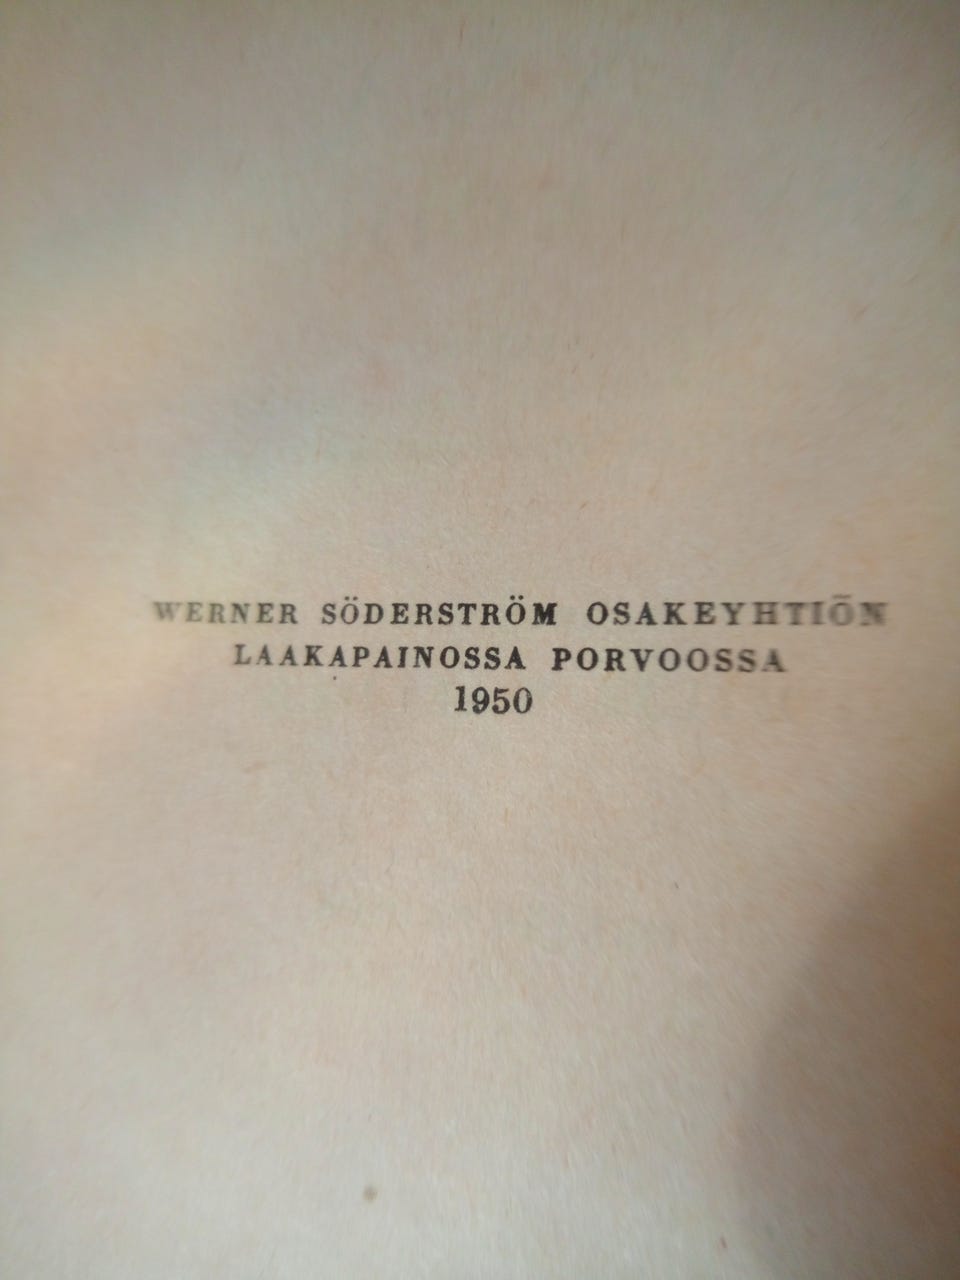 WERNER SÖDERSTRÖM OSAKEYHTIÖN
LAAKAPAINOSSA PORVOOSSA
1950